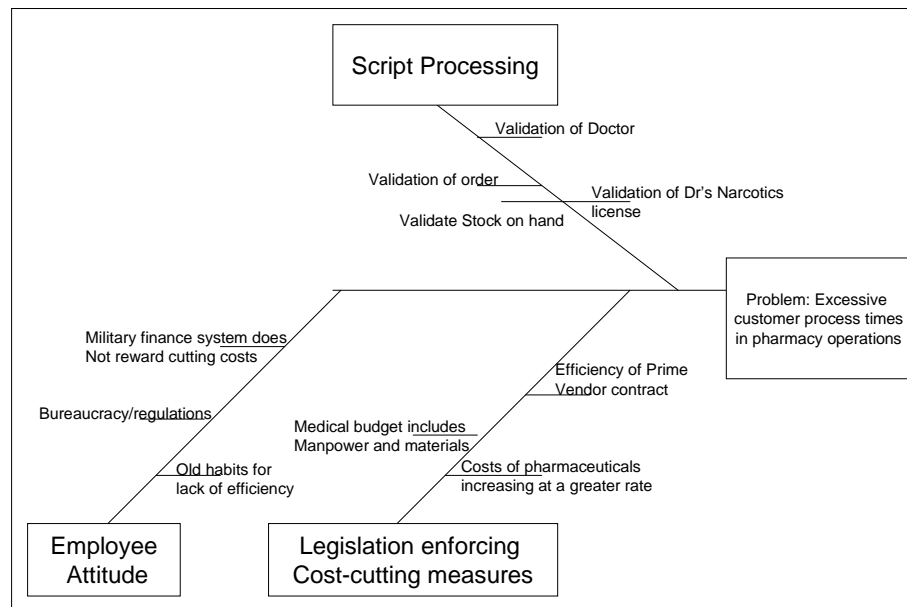 Script Processing
Validation of Doctor
Validation of order
Validation of Dr's Narcotics
license
Validate Stock on hand
Problem: Excessive
customer process times
in pharmacy operations
Military finance system does
Not reward cutting costs
Efficiency of Prime
Vendor contract
Bureaucracy/regulations
Medical budget includes
Manpower and materials
Old habits for
lack of efficiency
Costs of pharmaceuticals
increasing at a greater rate
Employee
Attitude
Legislation enforcing
Cost-cutting measures